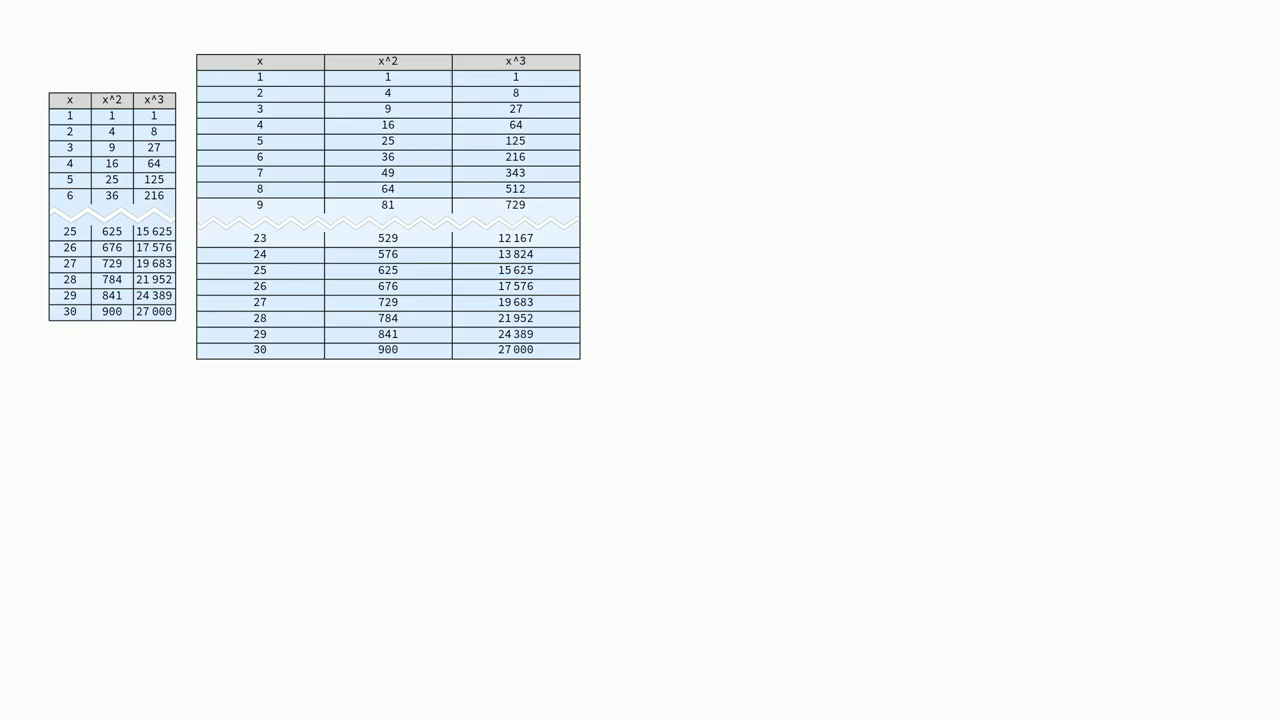 x x^2 x^3
1 1 1
2 4 8
3 9 27
4 16 64
5 25 125
6 36 216
25 625 15 625
26 676 17 576
27 729 19 683
28 784 21 952
29 841 24 389
30 900 27 000
x x^2 x^3
1 1 1
2 4 8
3 9 27
4 16 64
5 25 125
6 36 216
7 49 343
8 64 512
9 81 729
23 529 12 167
24 576 13 824
25 625 15 625
26 676 17 576
27 729 19 683
28 784 21 952
29 841 24 389
30 900 27 000